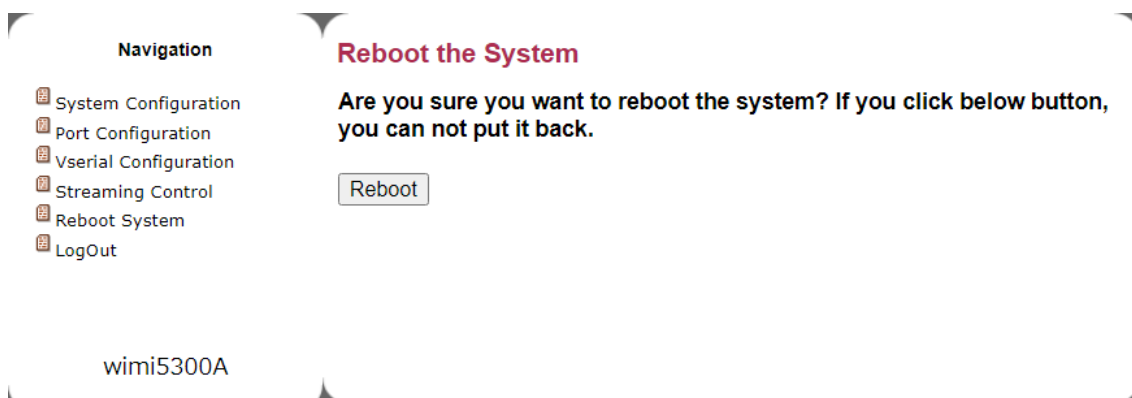 Navigation
System Configuration
Port Configuration
Vserial Configuration
Streaming Control
Reboot System
LogOut
wimi5300A
Reboot the System
Are you sure you want to reboot the system? If you click below button,
you can not put it back.
Reboot